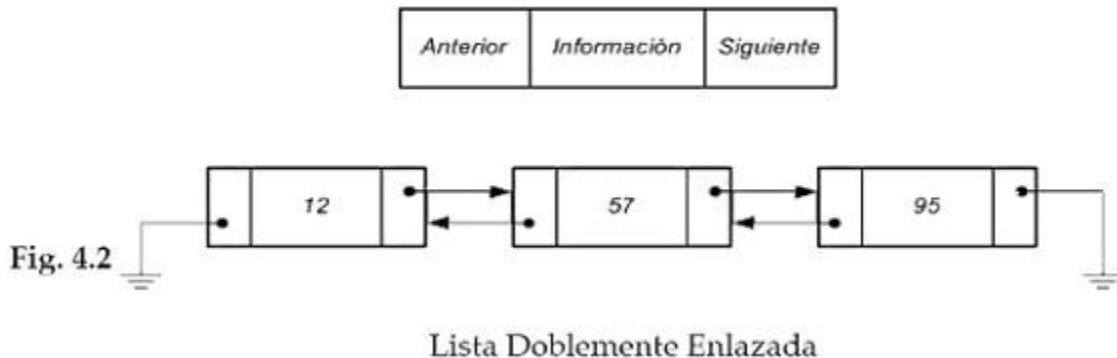 Anterior Información Siguiente
12 57 95
Fig. 4.2
Lista Doblemente Enlazada